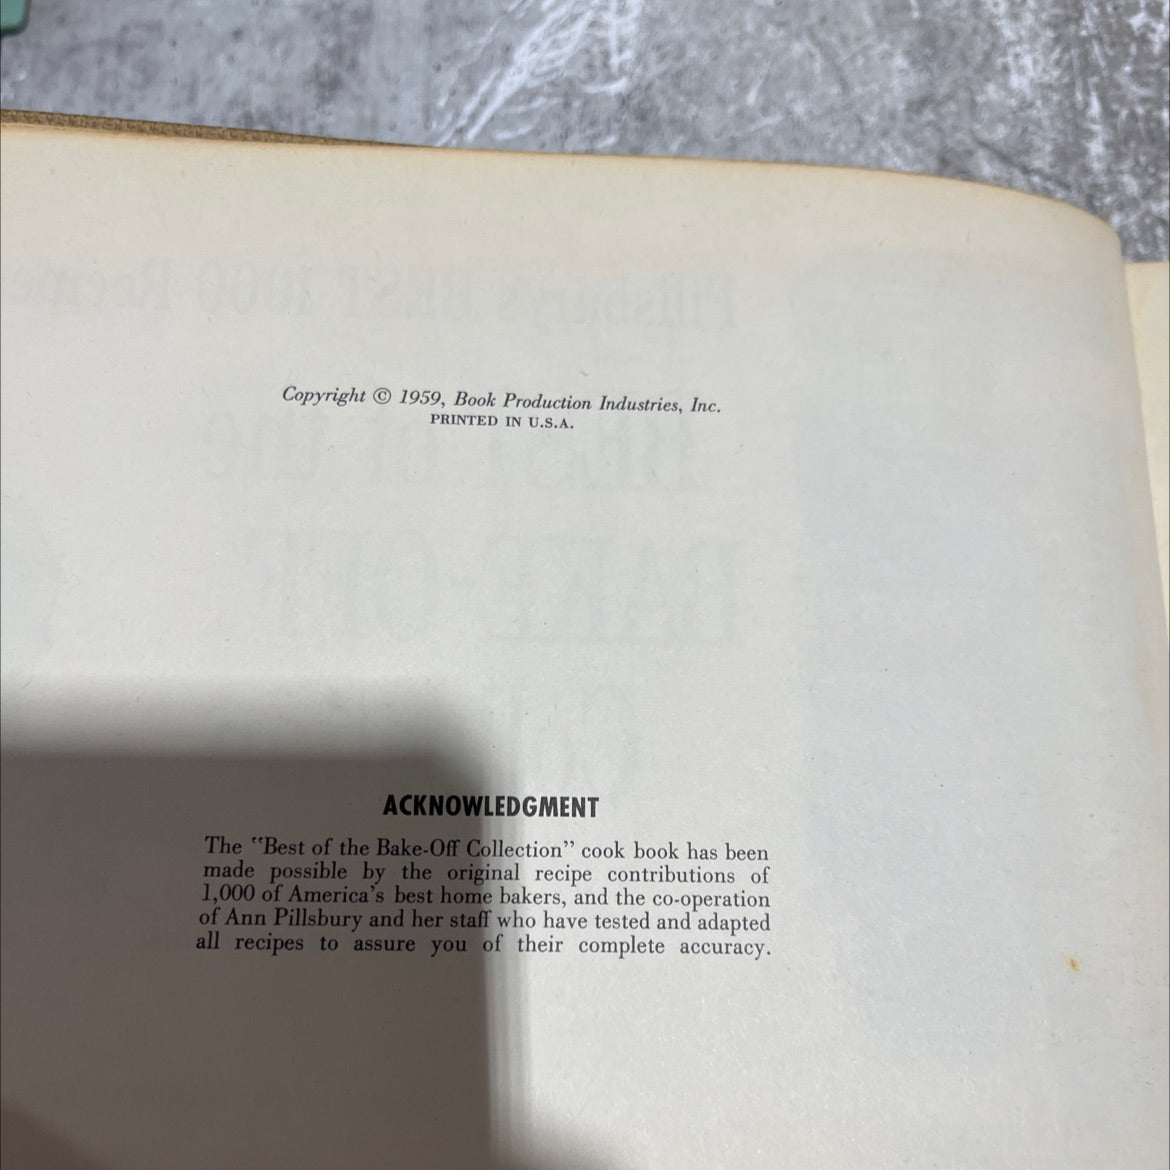 Copyright © 1959, Book Production Industries, Inc.
PRINTED IN U.S.A.
ACKNOWLEDGMENT
The "Best of the Bake-Off Collection" cook book has been
made possible by the original recipe contributions of
1,000 of America's best home bakers, and the co-operation
of Ann Pillsbury and her staff who have tested and adapted
all recipes to assure you of their complete accuracy.